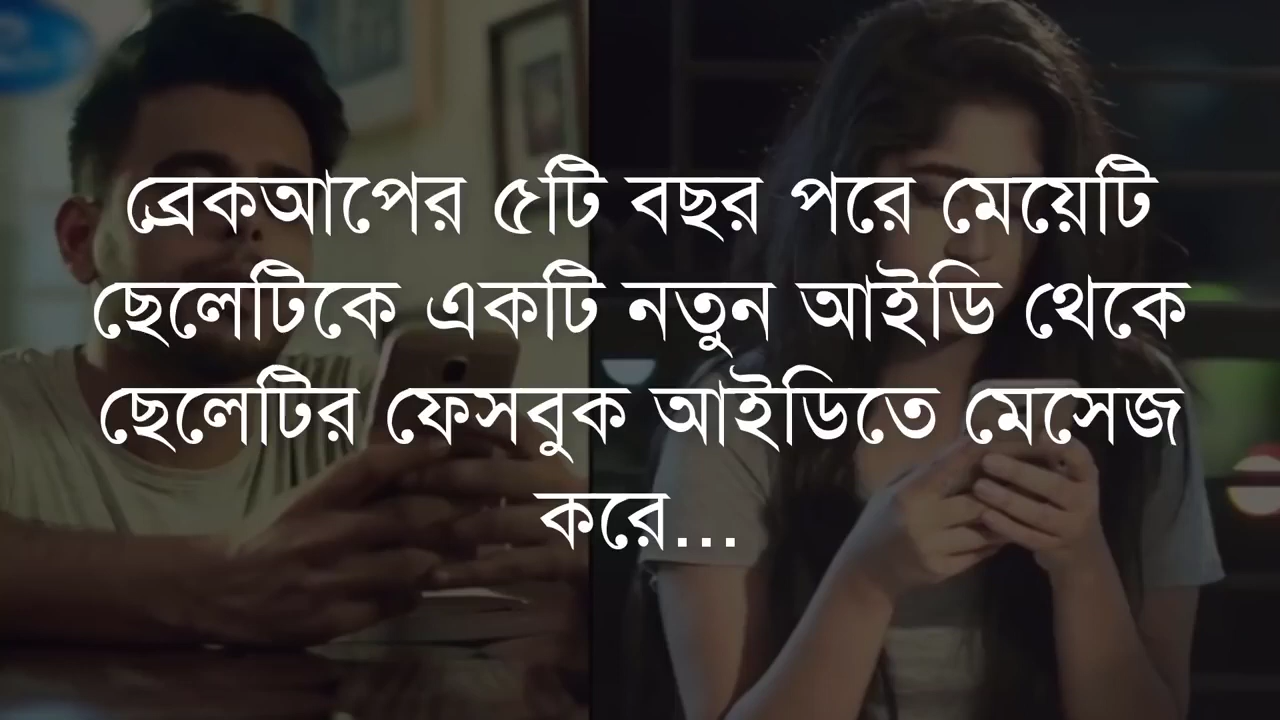 ব্রেকআপের ৫টি বছর পরে মেয়েটি
ছেলেটিকে একটি নতুন আইডি থেকে
ছেলেটির ফেসবুক আইডিতে মেসেজ
করে...